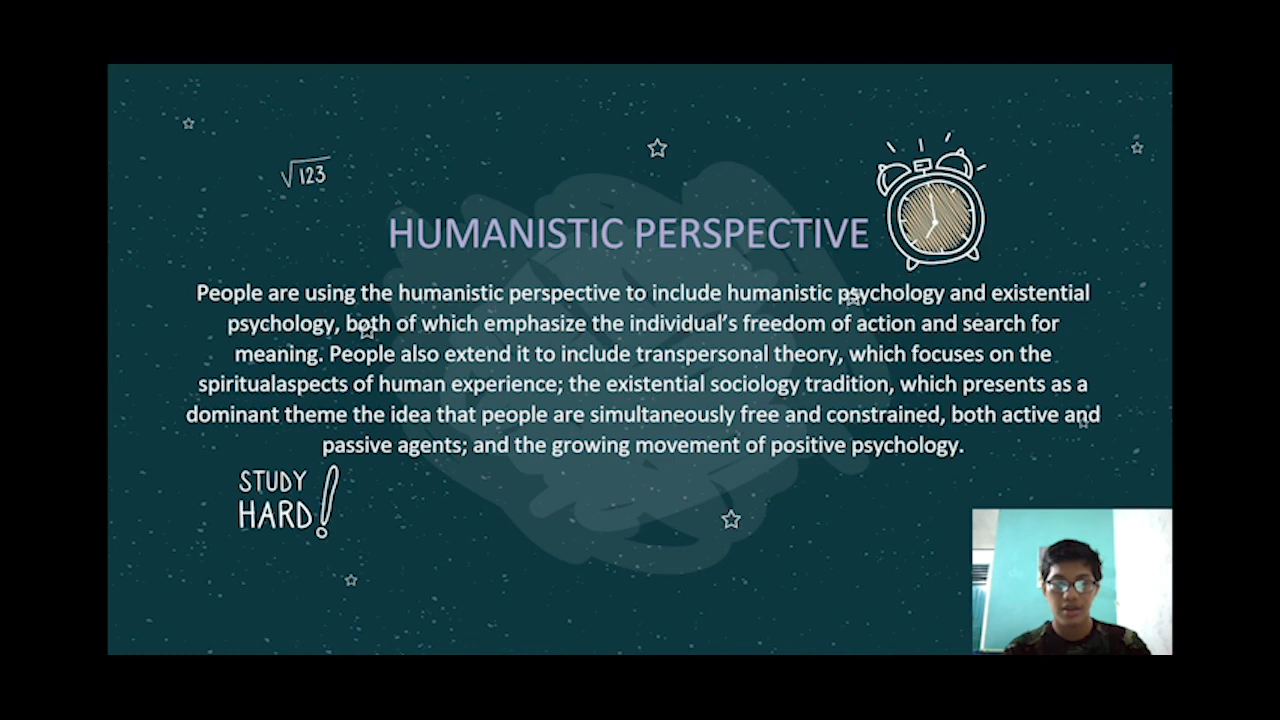 √123
HUMANISTIC PERSPECTIVE
People are using the humanistic perspective to include humanistic psychology and existential
psychology, both of which emphasize the individual’s freedom of action and search for
meaning. People also extend it to include transpersonal theory, which focuses on the
spiritualaspects of human experience; the existential sociology tradition, which presents as a
dominant theme the idea that people are simultaneously free and constrained, both active and
passive agents; and the growing movement of positive psychology.
STUDY
HARD!